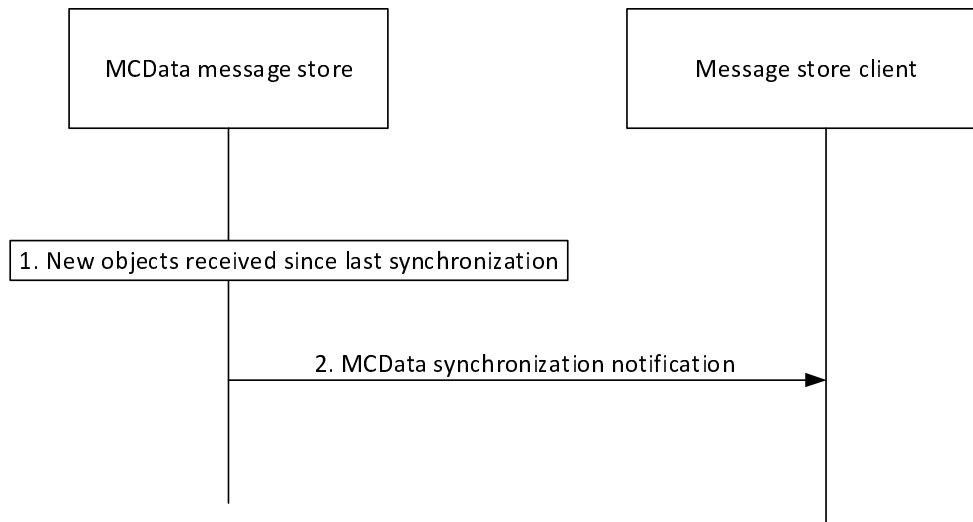 MCData message store
Message store client
1. New objects received since last synchronization
2. MCData synchronization notification